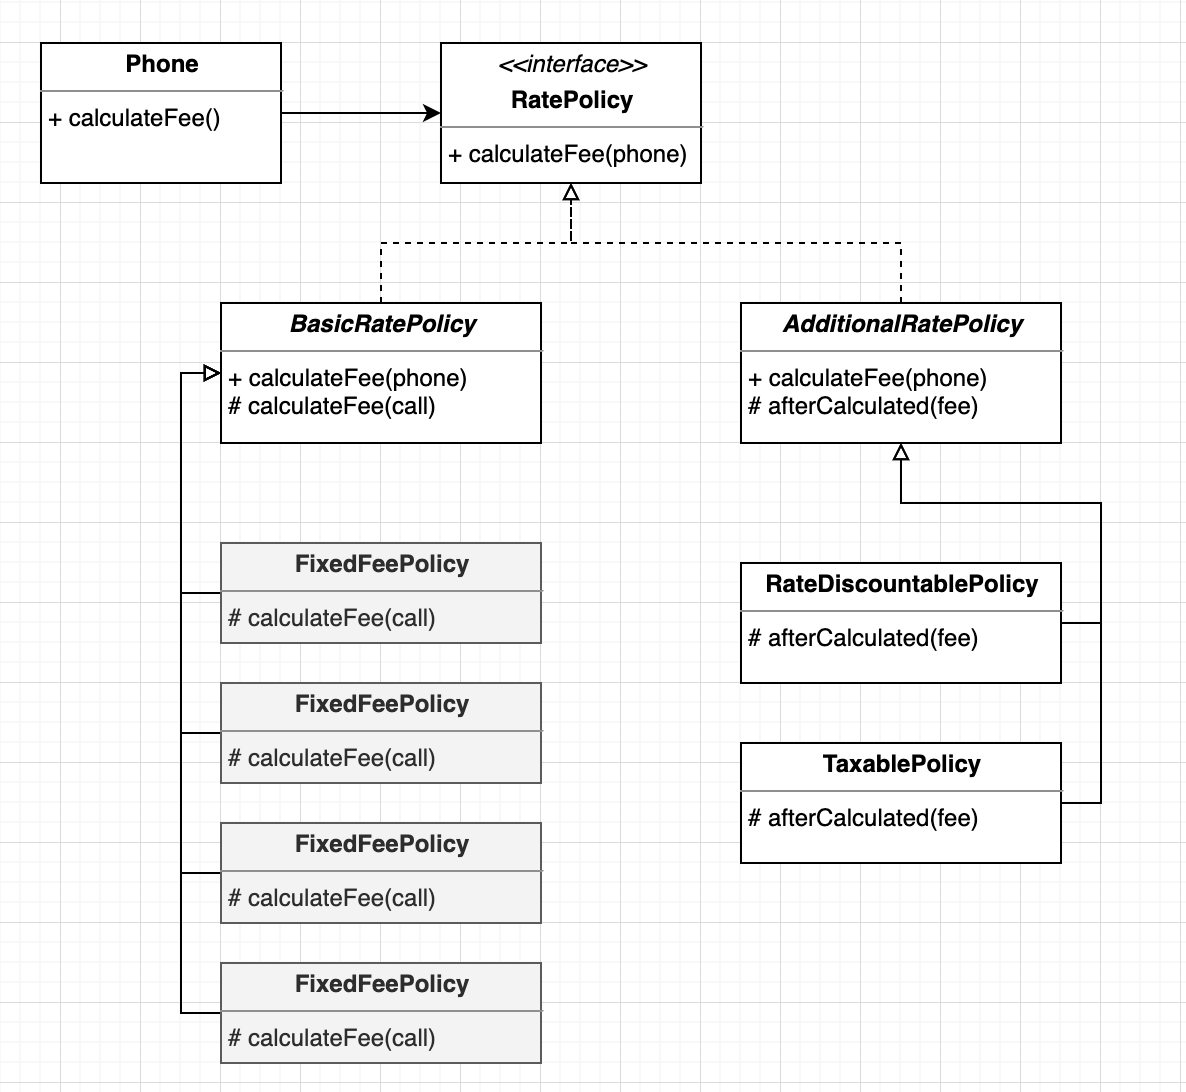 Phone
+ calculateFee()
<<interface>>
RatePolicy
+ calculateFee(phone)
BasicRatePolicy
+ calculateFee(phone)
# calculateFee(call)
AdditionalRatePolicy
+ calculateFee(phone)
# afterCalculated(fee)
FixedFeePolicy
# calculateFee(call)
FixedFeePolicy
# calculateFee(call)
FixedFeePolicy
# calculateFee(call)
FixedFeePolicy
# calculateFee(call)
RateDiscountablePolicy
# afterCalculated(fee)
TaxablePolicy
# afterCalculated(fee)